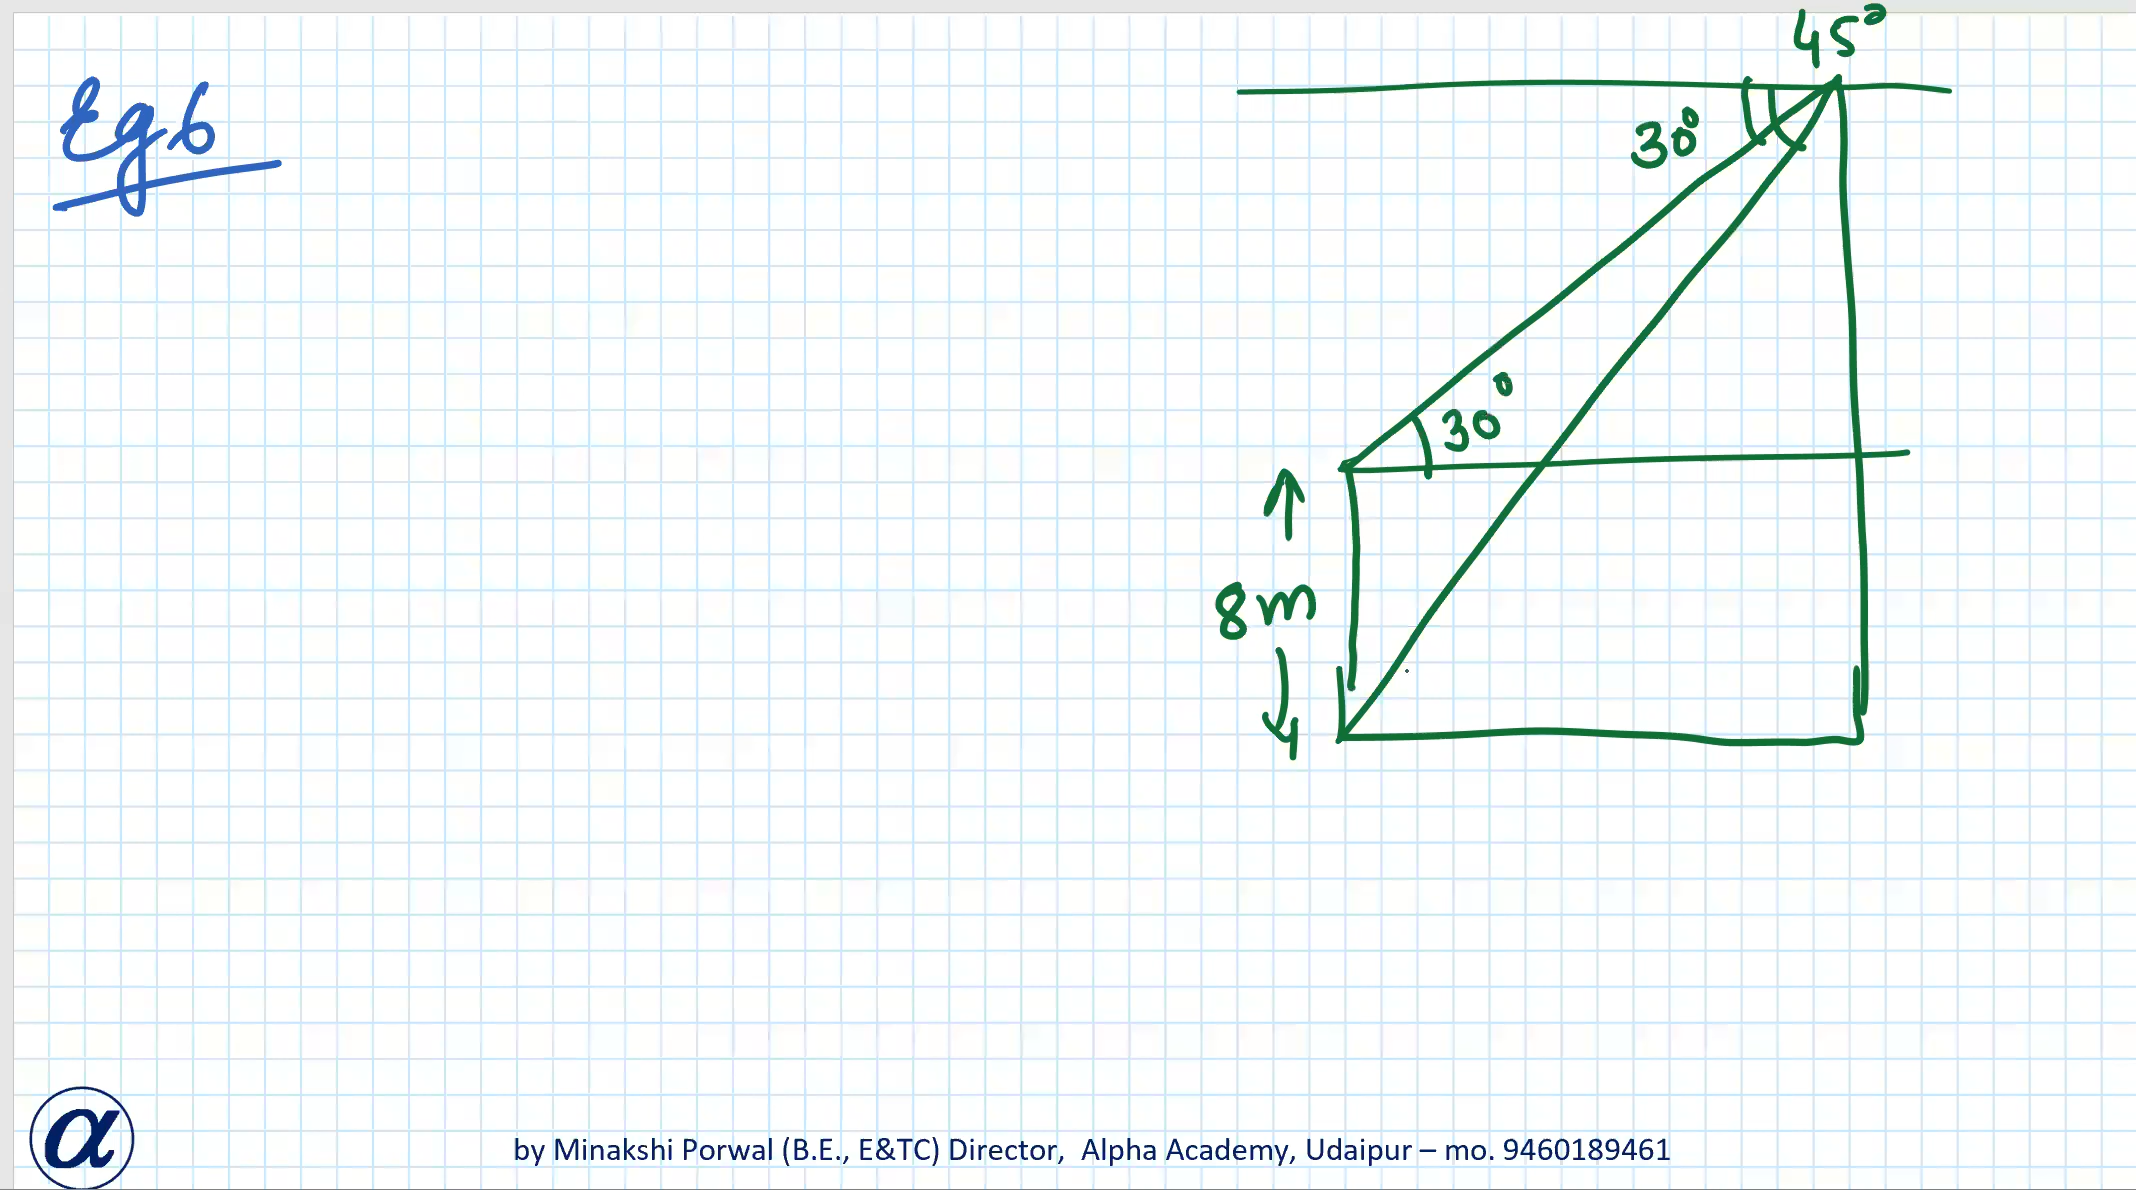 Eg.6
45°
30°
30°
8m
α
by Minakshi Porwal (B.E., E&TC) Director, Alpha Academy, Udaipur – mo. 9460189461